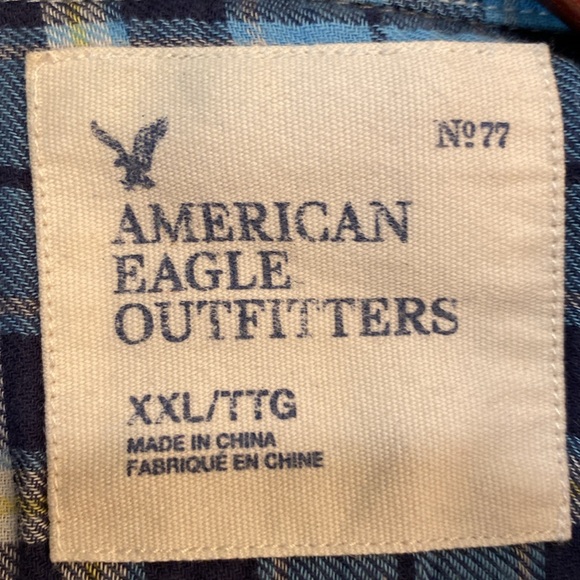 Nº77
AMERICAN
EAGLE
OUTFITTERS
XXL/TTG
MADE IN CHINA
FABRIQUÉ EN CHINE